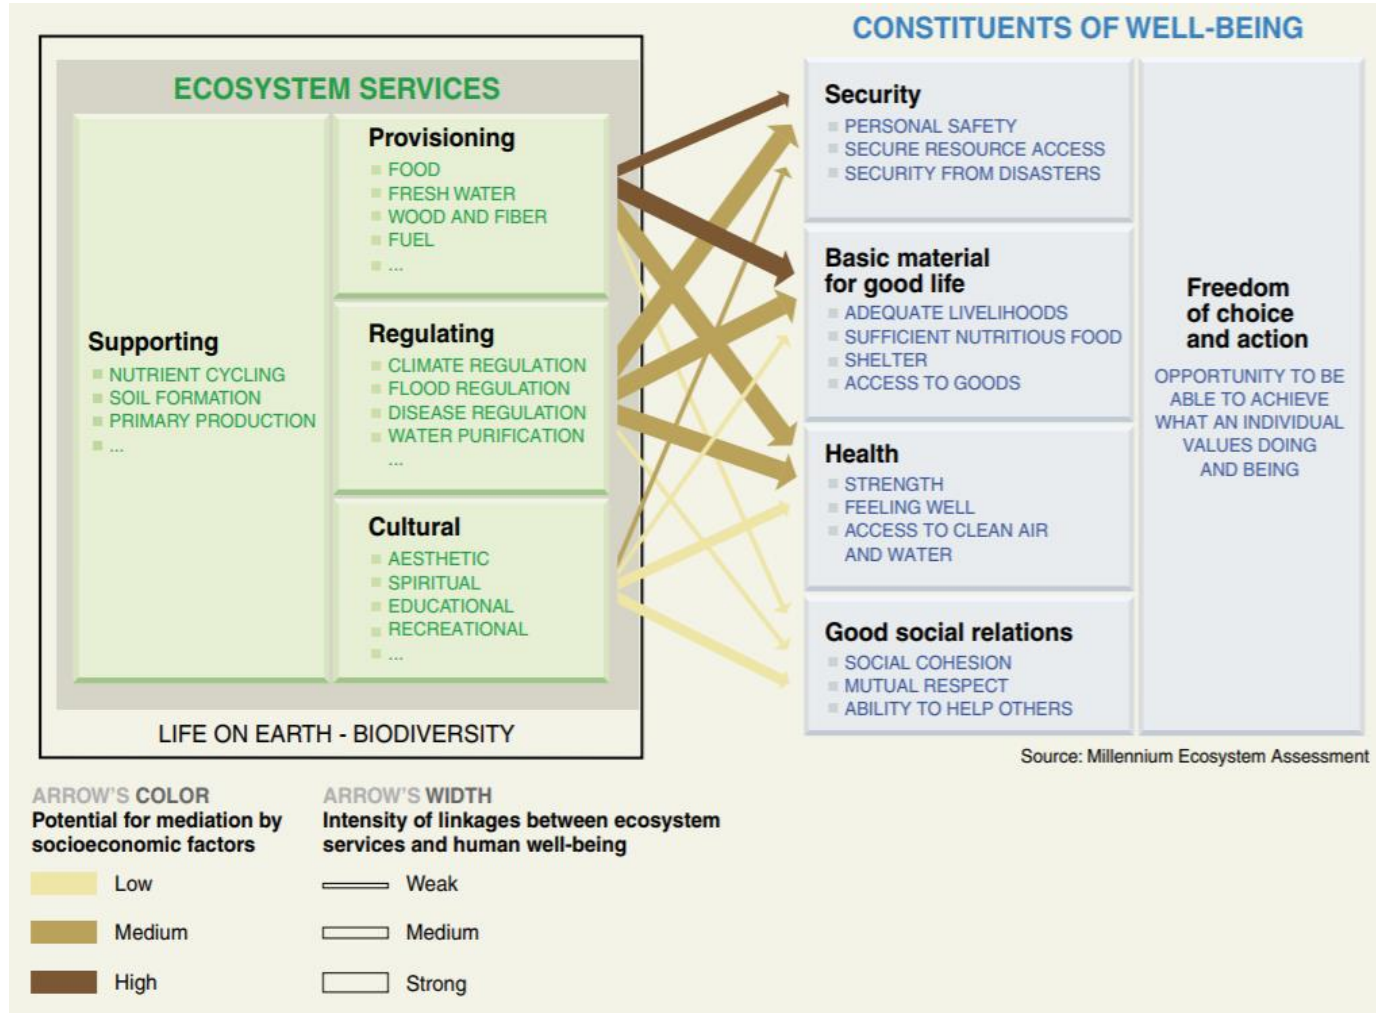 CONSTITUENTS OF WELL-BEING
ECOSYSTEM SERVICES
Supporting
NUTRIENT CYCLING
SOIL FORMATION
PRIMARY PRODUCTION
...
Provisioning
FOOD
FRESH WATER
WOOD AND FIBER
FUEL
...
Regulating
CLIMATE REGULATION
FLOOD REGULATION
DISEASE REGULATION
WATER PURIFICATION
...
Cultural
AESTHETIC
SPIRITUAL
EDUCATIONAL
RECREATIONAL
...
LIFE ON EARTH - BIODIVERSITY
Security
PERSONAL SAFETY
SECURE RESOURCE ACCESS
SECURITY FROM DISASTERS
Basic material
for good life
ADEQUATE LIVELIHOODS
SUFFICIENT NUTRITIOUS FOOD
SHELTER
ACCESS TO GOODS
Health
STRENGTH
FEELING WELL
ACCESS TO CLEAN AIR
AND WATER
Good social relations
SOCIAL COHESION
MUTUAL RESPECT
ABILITY TO HELP OTHERS
Freedom
of choice
and action
OPPORTUNITY TO BE
ABLE TO ACHIEVE
WHAT AN INDIVIDUAL
VALUES DOING
AND BEING
Source: Millennium Ecosystem Assessment
ARROW'S COLOR
Potential for mediation by
socioeconomic factors
Low
Medium
High
ARROW'S WIDTH
Intensity of linkages between ecosystem
services and human well-being
Weak
Medium
Strong